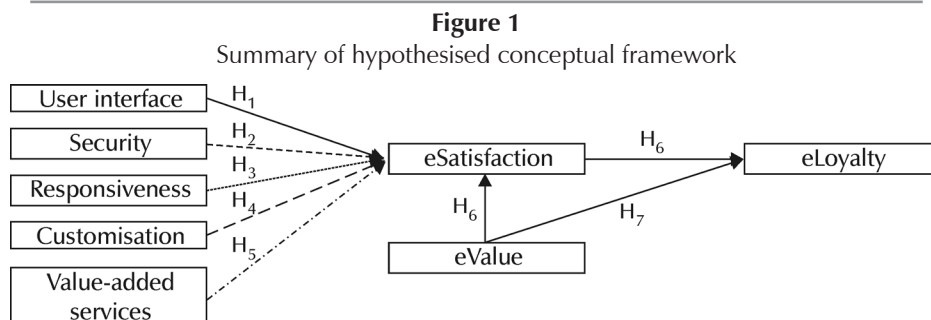 Figure 1
Summary of hypothesised conceptual framework
User interface
H1
Security
H2
Responsiveness
H3
Customisation
H4
Value-added
services
H5
eSatisfaction
H6
eLoyalty
H6
H7
eValue